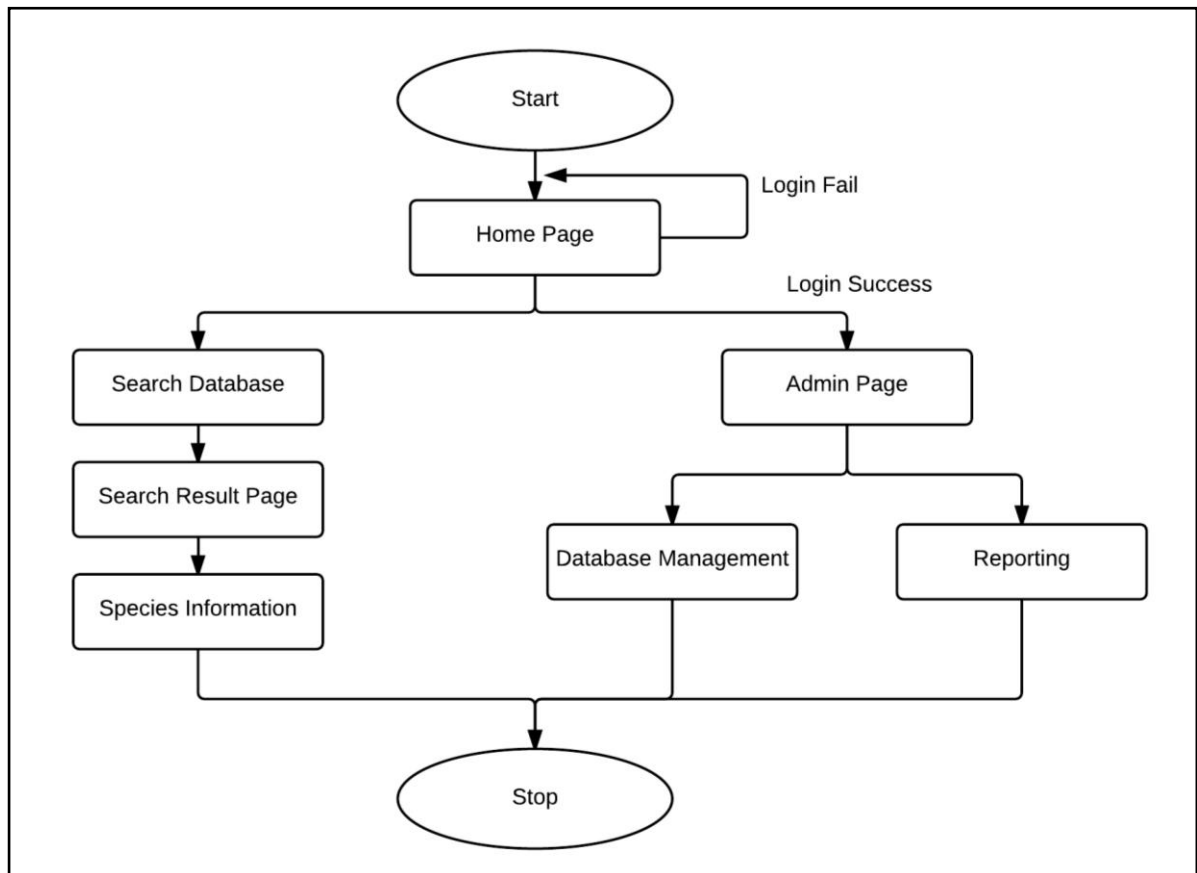 Start
Login Fail
Home Page
Login Success
Search Database
Admin Page
Search Result Page
Database Management
Reporting
Species Information
Stop